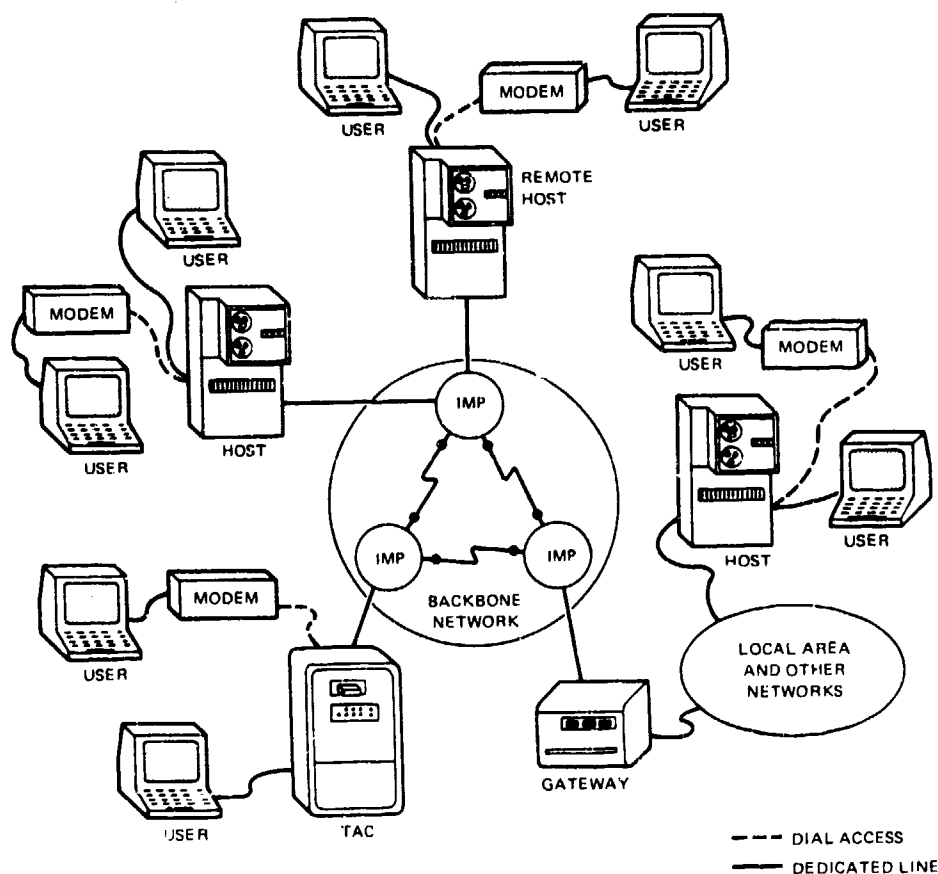 MODEM
USER
USER
REMOTE
HOST
USER
MODEM
USER
HOST
USER
MODEM
HOST
USER
IMP
IMP
IMP
BACKBONE
NETWORK
MODEM
USER
USER
TAC
GATEWAY
LOCAL AREA
AND OTHER
NETWORKS
DIAL ACCESS
DEDICATED LINE